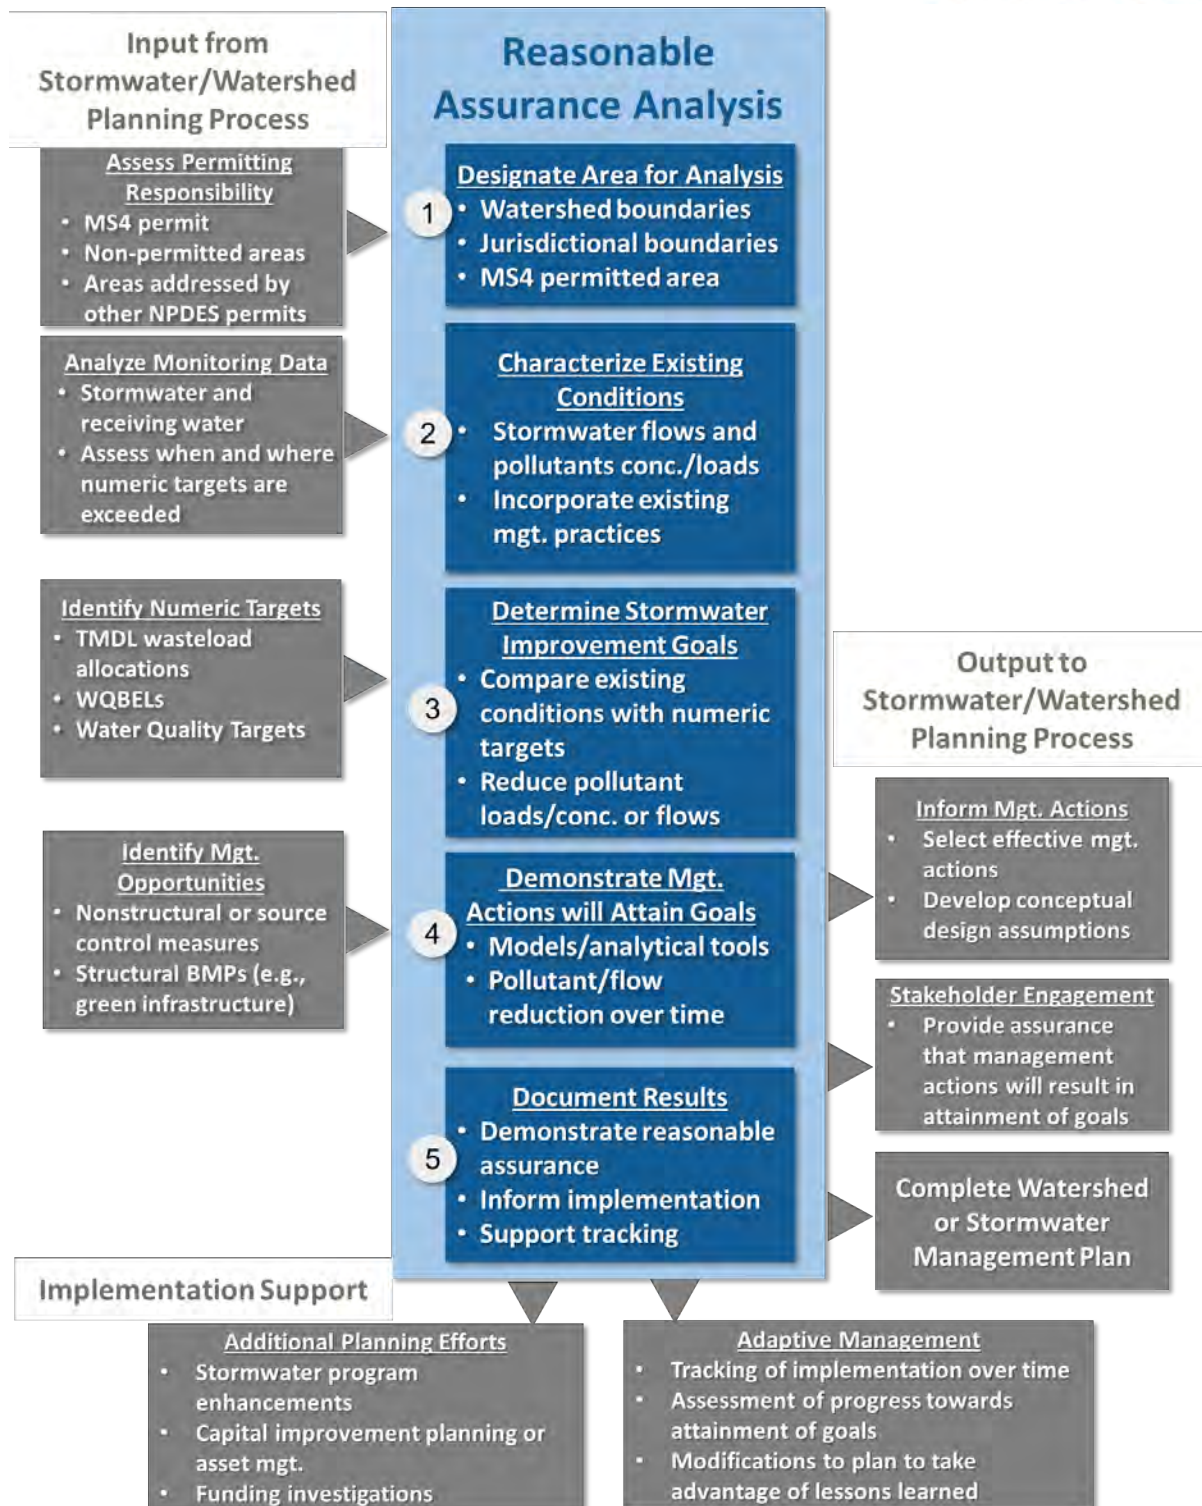 Input from
Stormwater/Watershed
Planning Process
Assess Permitting
Responsibility
• MS4 permit
• Non-permitted areas
• Areas addressed by
other NPDES permits
Analyze Monitoring Data
• Stormwater and
receiving water
• Assess when and where
numeric targets are
exceeded
Identify Numeric Targets
• TMDL wasteload
allocations
• WQBELs
• Water Quality Targets
Identify Mgt.
Opportunities
• Nonstructural or source
control measures
• Structural BMPs (e.g.,
green infrastructure)
Reasonable
Assurance Analysis
1
Designate Area for Analysis
• Watershed boundaries
• Jurisdictional boundaries
• MS4 permitted area
2
Characterize Existing
Conditions
• Stormwater flows and
pollutants conc./loads
• Incorporate existing
mgt. practices
3
Determine Stormwater
Improvement Goals
• Compare existing
conditions with numeric
targets
• Reduce pollutant
loads/conc. or flows
4
Demonstrate Mgt.
Actions will Attain Goals
• Models/analytical tools
• Pollutant/flow
reduction over time
5
Document Results
• Demonstrate reasonable
assurance
• Inform implementation
• Support tracking
Output to
Stormwater/Watershed
Planning Process
Inform Mgt. Actions
• Select effective mgt.
actions
• Develop conceptual
design assumptions
Stakeholder Engagement
• Provide assurance
that management
actions will result in
attainment of goals
Complete Watershed
or Stormwater
Management Plan
Implementation Support
Additional Planning Efforts
• Stormwater program
enhancements
• Capital improvement planning or
asset mgt.
• Funding investigations
Adaptive Management
• Tracking of implementation over time
• Assessment of progress towards
attainment of goals
• Modifications to plan to take
advantage of lessons learned